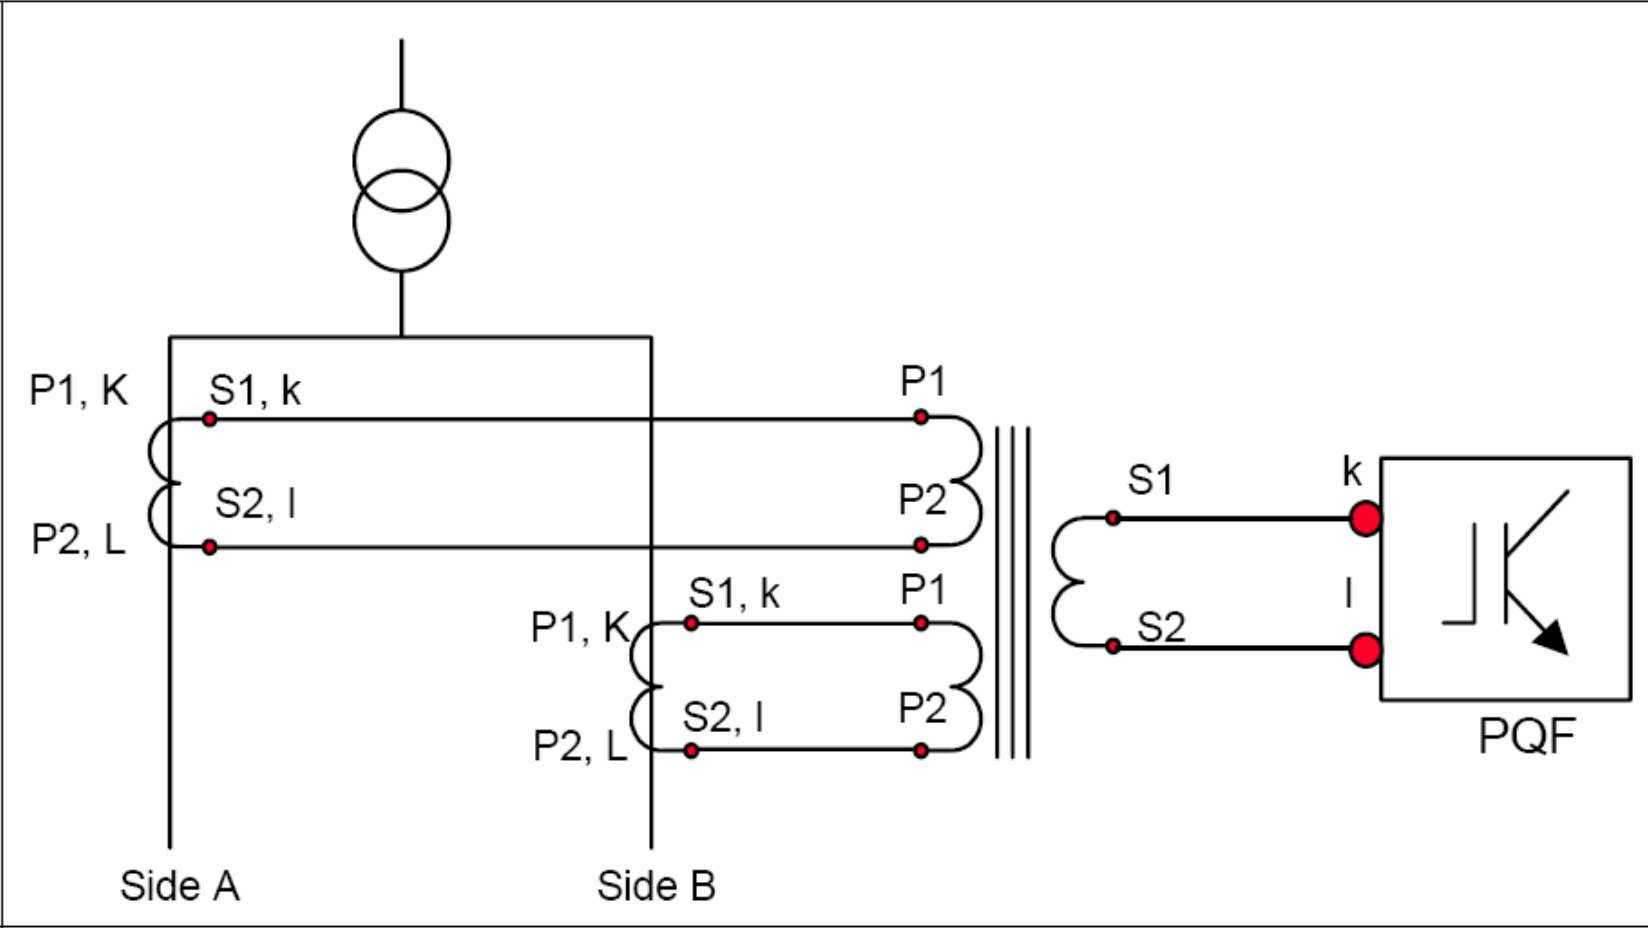 P1, K
S1, k
P1
S2, l
P2
P2, L
S1
k
P1, K
S1, k
P1
l
S2
P2, L
S2, l
P2
PQF
Side A
Side B